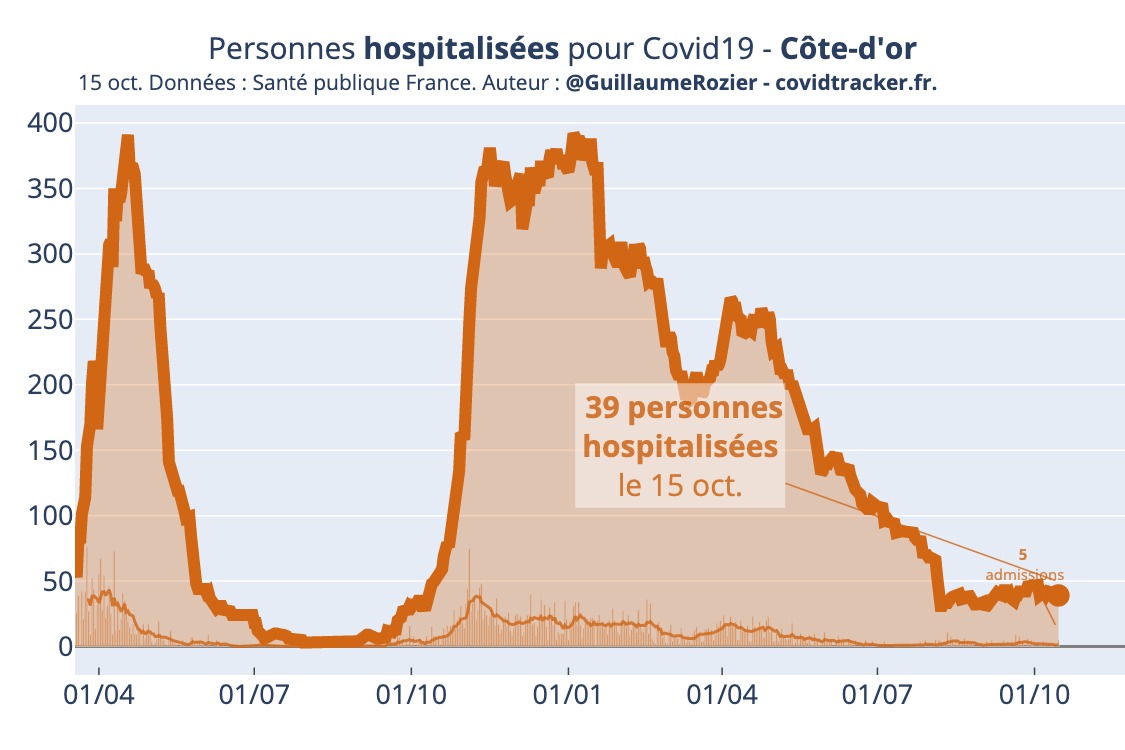 Personnes hospitalisées pour Covid19 - Côte-d'or
15 oct. Données : Santé publique France. Auteur : @GuillaumeRozier - covidtracker.fr.
400
350
300
250
200
150
100
50
0
39 personnes
hospitalisées
le 15 oct.
5
admissions
01/04
01/07
01/10
01/01
01/04
01/07
01/10